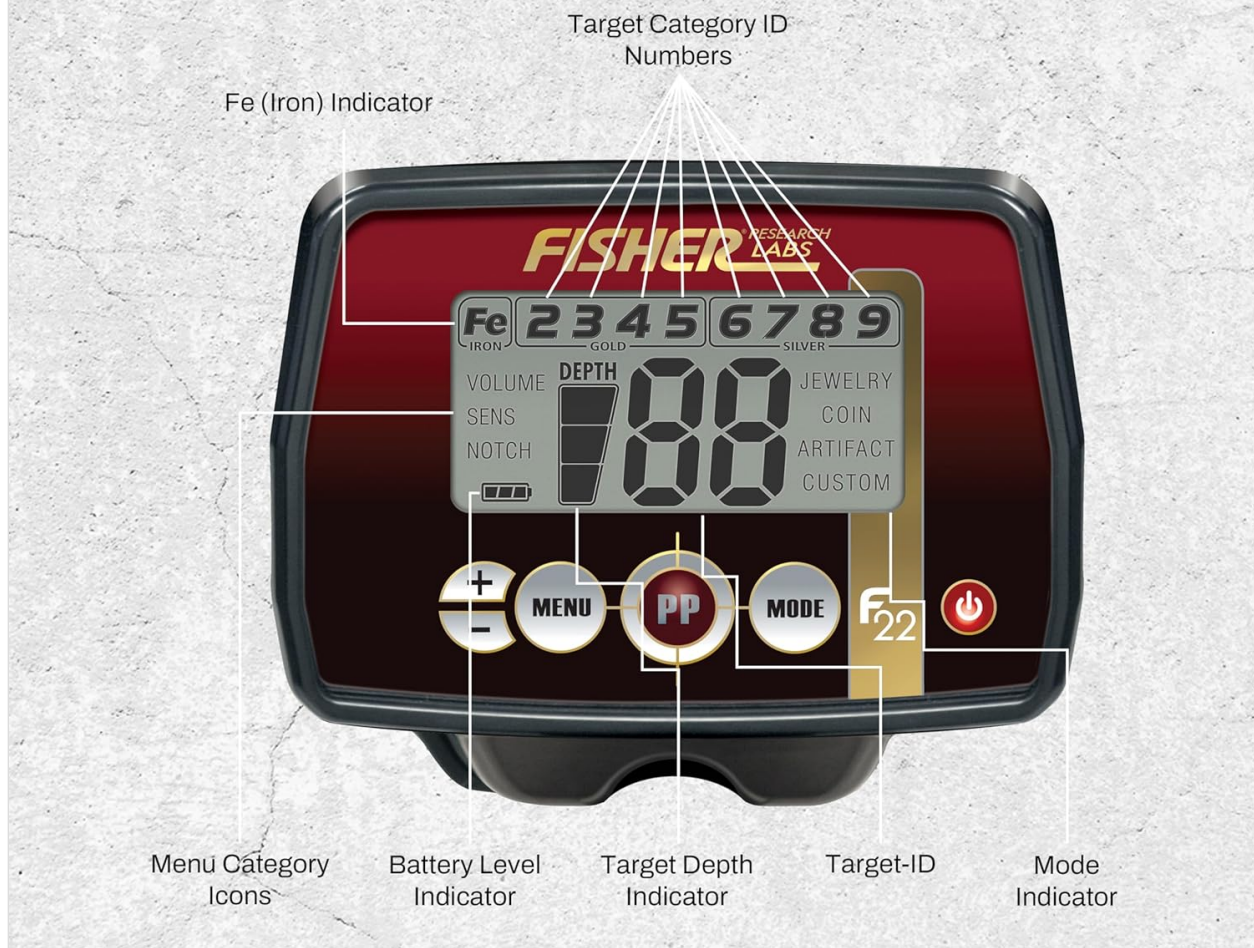 Target Category ID
Numbers
Fe (Iron) Indicator
FISHER® RESEARCH
LABS
Fe 2 3 4 5 6 7 8 9
IRON GOLD SILVER
VOLUME DEPTH 88 JEWELRY
SENS COIN
NOTCH ARTIFACT
CUSTOM
+
MENU PP MODE F22
−
Menu Category
Icons
Battery Level
Indicator
Target Depth
Indicator
Target-ID
Mode
Indicator